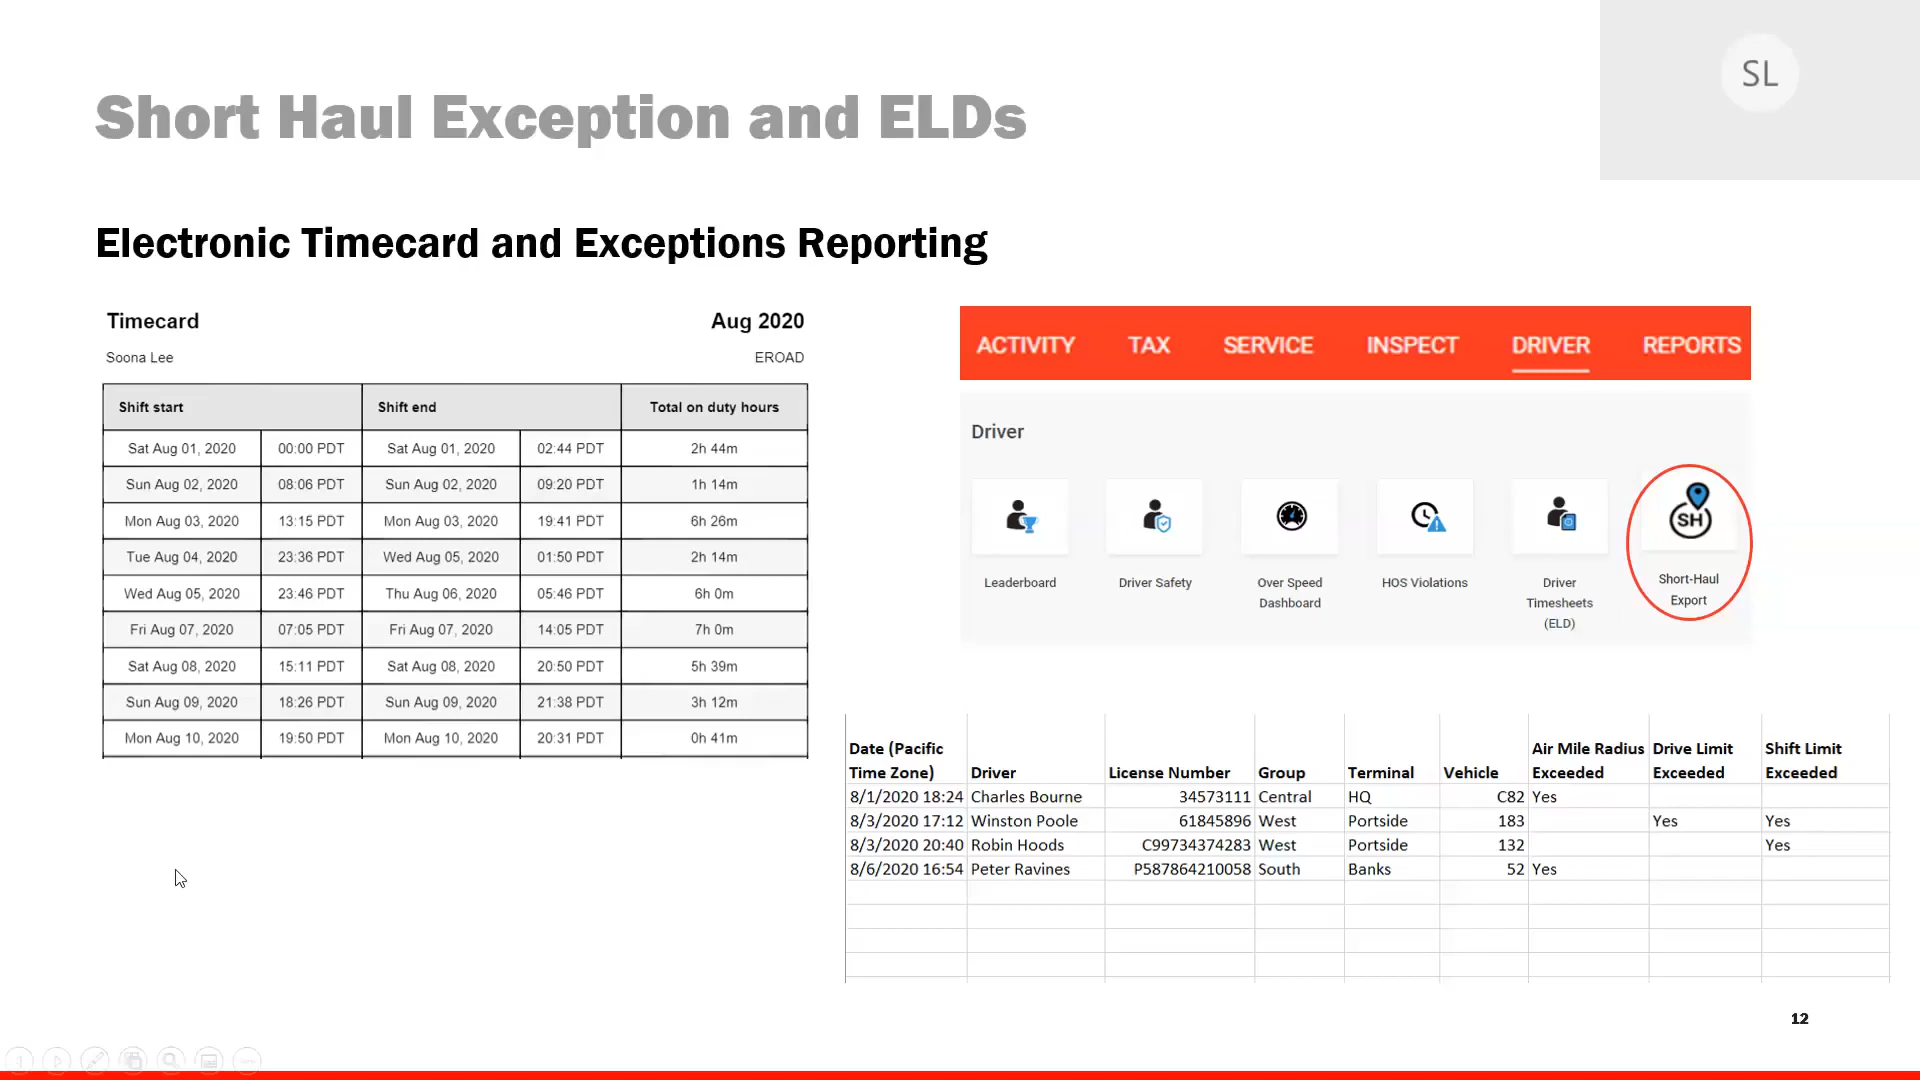 SL
Short Haul Exception and ELDs
Electronic Timecard and Exceptions Reporting
Timecard Aug 2020
Soona Lee EROAD
Shift start Shift end Total on duty hours
Sat Aug 01, 2020 00:00 PDT Sat Aug 01, 2020 02:44 PDT 2h 44m
Sun Aug 02, 2020 08:06 PDT Sun Aug 02, 2020 09:20 PDT 1h 14m
Mon Aug 03, 2020 13:15 PDT Mon Aug 03, 2020 19:41 PDT 6h 26m
Tue Aug 04, 2020 23:36 PDT Wed Aug 05, 2020 01:50 PDT 2h 14m
Wed Aug 05, 2020 23:46 PDT Thu Aug 06, 2020 05:46 PDT 6h 0m
Fri Aug 07, 2020 07:05 PDT Fri Aug 07, 2020 14:05 PDT 7h 0m
Sat Aug 08, 2020 15:11 PDT Sat Aug 08, 2020 20:50 PDT 5h 39m
Sun Aug 09, 2020 18:26 PDT Sun Aug 09, 2020 21:38 PDT 3h 12m
Mon Aug 10, 2020 19:50 PDT Mon Aug 10, 2020 20:31 PDT 0h 41m
ACTIVITY TAX SERVICE INSPECT DRIVER REPORTS
Driver
SH
Leaderboard
Driver Safety
Over Speed
Dashboard
HOS Violations
Driver
Timesheets
(ELD)
Short-Haul
Export
Date (Pacific Air Mile Radius Drive Limit Shift Limit
Time Zone) Driver License Number Group Terminal Vehicle Exceeded Exceeded Exceeded
8/1/2020 18:24 Charles Bourne 34573111 Central HQ C82 Yes
8/3/2020 17:12 Winston Poole 61845896 West Portside 183 Yes Yes
8/3/2020 20:40 Robin Hoods C99734374283 West Portside 132 Yes
8/6/2020 16:54 Peter Ravines P587864210058 South Banks 52 Yes
12